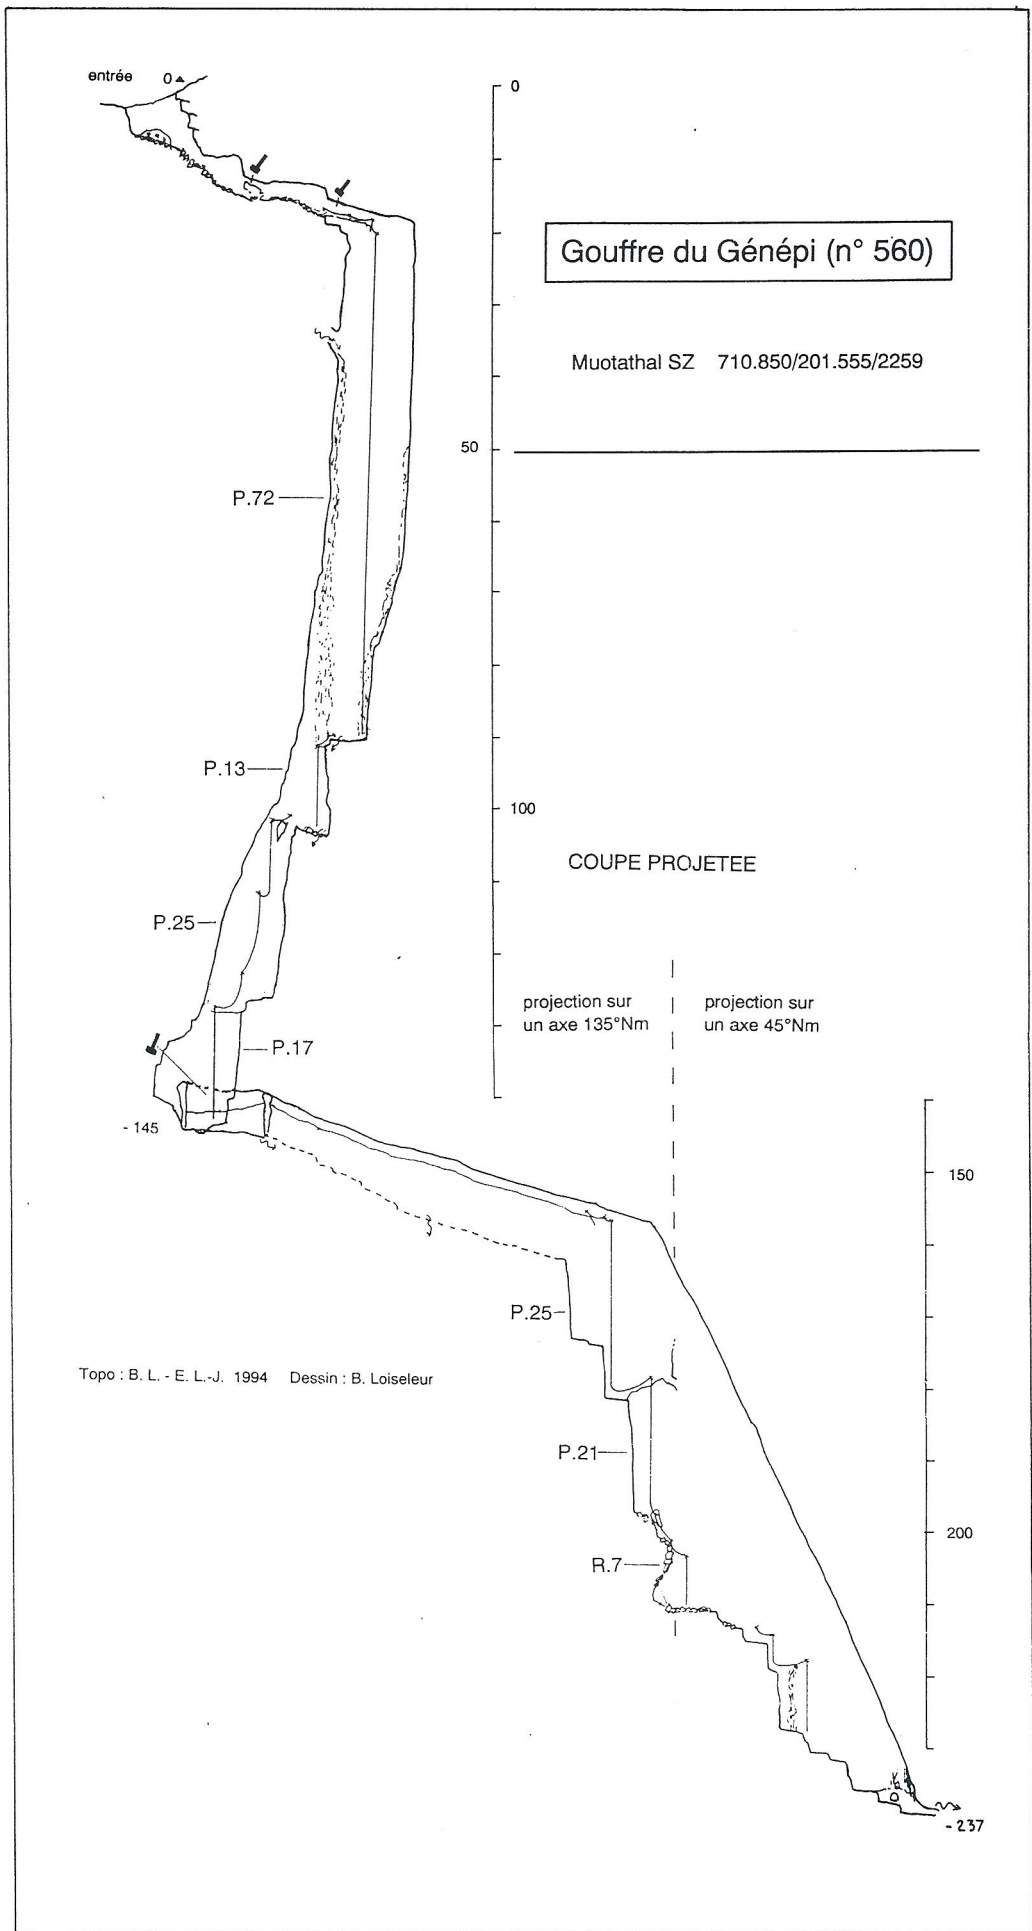 entrée 0
0
Gouffre du Génépi (n° 560)
Muotathal SZ 710.850/201.555/2259
50
P.72
P.13
100
COUPE PROJETEE
P.25
projection sur
un axe 135°Nm
projection sur
un axe 45°Nm
P.17
- 145
150
P.25
Topo : B. L. - E. L.-J. 1994 Dessin : B. Loiseleur
P.21
200
R.7
- 237